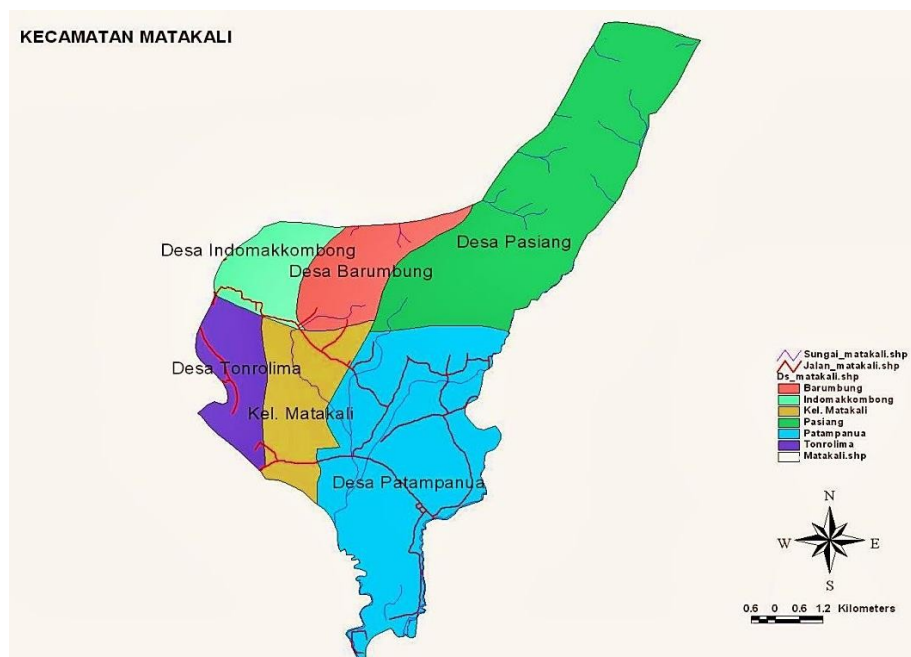 KECAMATAN MATAKALI
Desa Pasiang
Desa Indomakkombong
Desa Barumbung
Desa Tonrolima
Kel. Matakali
Desa Patampanua
Sungai_matakali.shp
Jalan_matakali.shp
Ds_matakali.shp
Barumbung
Indomakkombong
Kel. Matakali
Pasiang
Patampanua
Tonrolima
Matakali.shp
N
W E
S
0.6 0 0.6 1.2 Kilometers